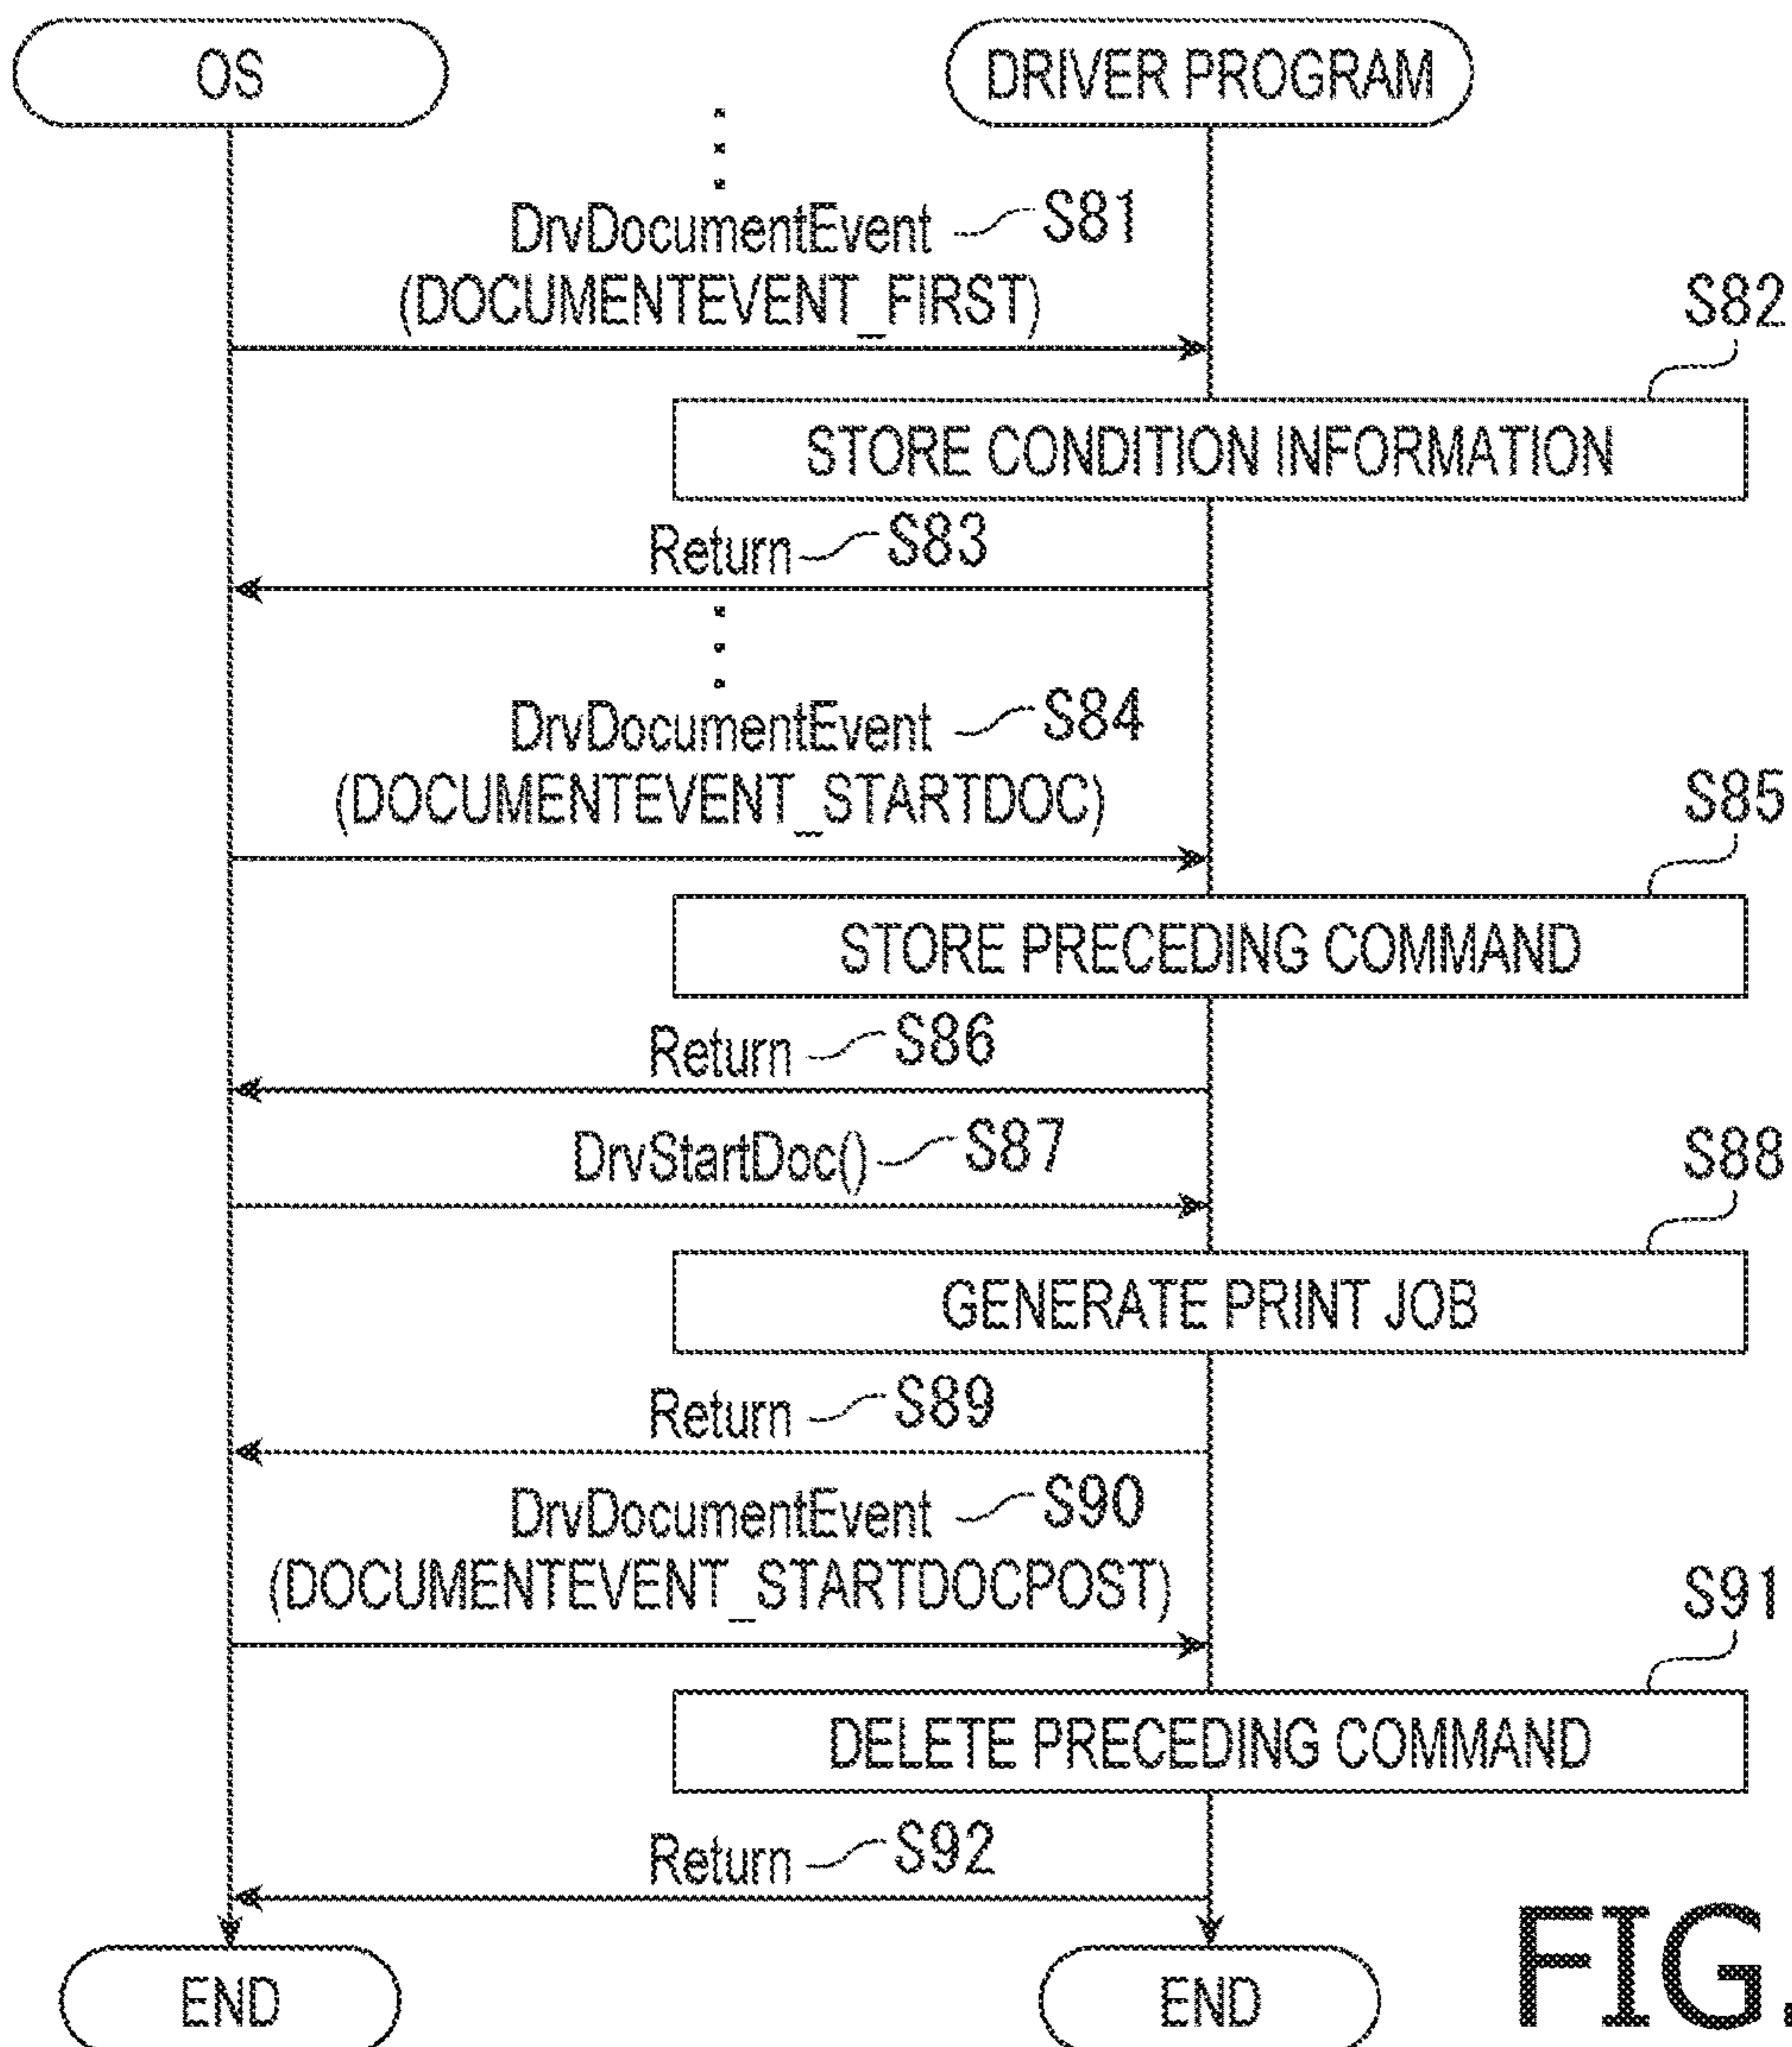 OS
DRIVER PROGRAM
DrvDocumentEvent S81
(DOCUMENTEVENT_FIRST)
S82
STORE CONDITION INFORMATION
Return S83
DrvDocumentEvent S84
(DOCUMENTEVENT_STARTDOC)
S85
STORE PRECEDING COMMAND
Return S86
DrvStartDoc() S87
S88
GENERATE PRINT JOB
Return S89
DrvDocumentEvent S90
(DOCUMENTEVENT_STARTDOCPOST)
S91
DELETE PRECEDING COMMAND
Return S92
END
END
FIG.